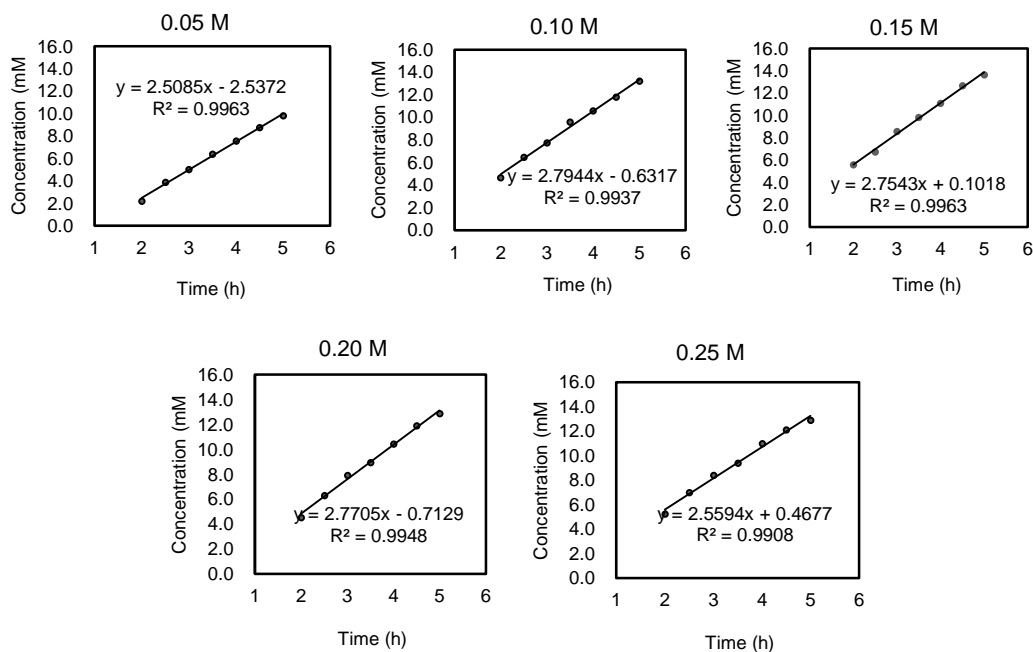 0.05 M
16.0
14.0
12.0
10.0
8.0
6.0
4.0
2.0
0.0
Concentration (mM)
y = 2.5085x - 2.5372
R² = 0.9963
1 2 3 4 5 6
Time (h)
0.10 M
16.0
14.0
12.0
10.0
8.0
6.0
4.0
2.0
0.0
Concentration (mM
y = 2.7944x - 0.6317
R² = 0.9937
1 2 3 4 5 6
Time (h)
0.15 M
16.0
14.0
12.0
10.0
8.0
6.0
4.0
2.0
0.0
Concentration (mM
y = 2.7543x + 0.1018
R² = 0.9963
1 2 3 4 5 6
Time (h)
0.20 M
16.0
14.0
12.0
10.0
8.0
6.0
4.0
2.0
0.0
Concentration (mM
y = 2.7705x - 0.7129
R² = 0.9948
1 2 3 4 5 6
Time (h)
0.25 M
16.0
14.0
12.0
10.0
8.0
6.0
4.0
2.0
0.0
Concentration (mM
y = 2.5594x + 0.4677
R² = 0.9908
1 2 3 4 5 6
Time (h)